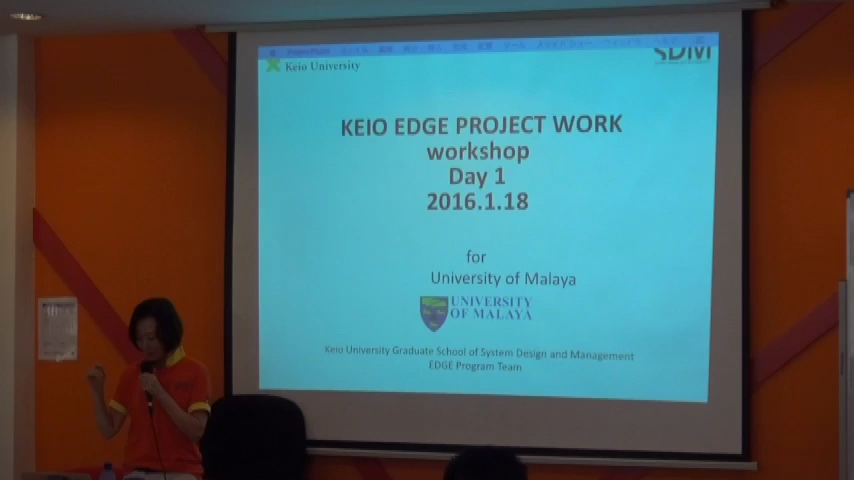 Keio University
SDM
KEIO EDGE PROJECT WORK
workshop
Day 1
2016.1.18
for
University of Malaya
UNIVERSITY
OF MALAYA
Keio University Graduate School of System Design and Management
EDGE Program Team